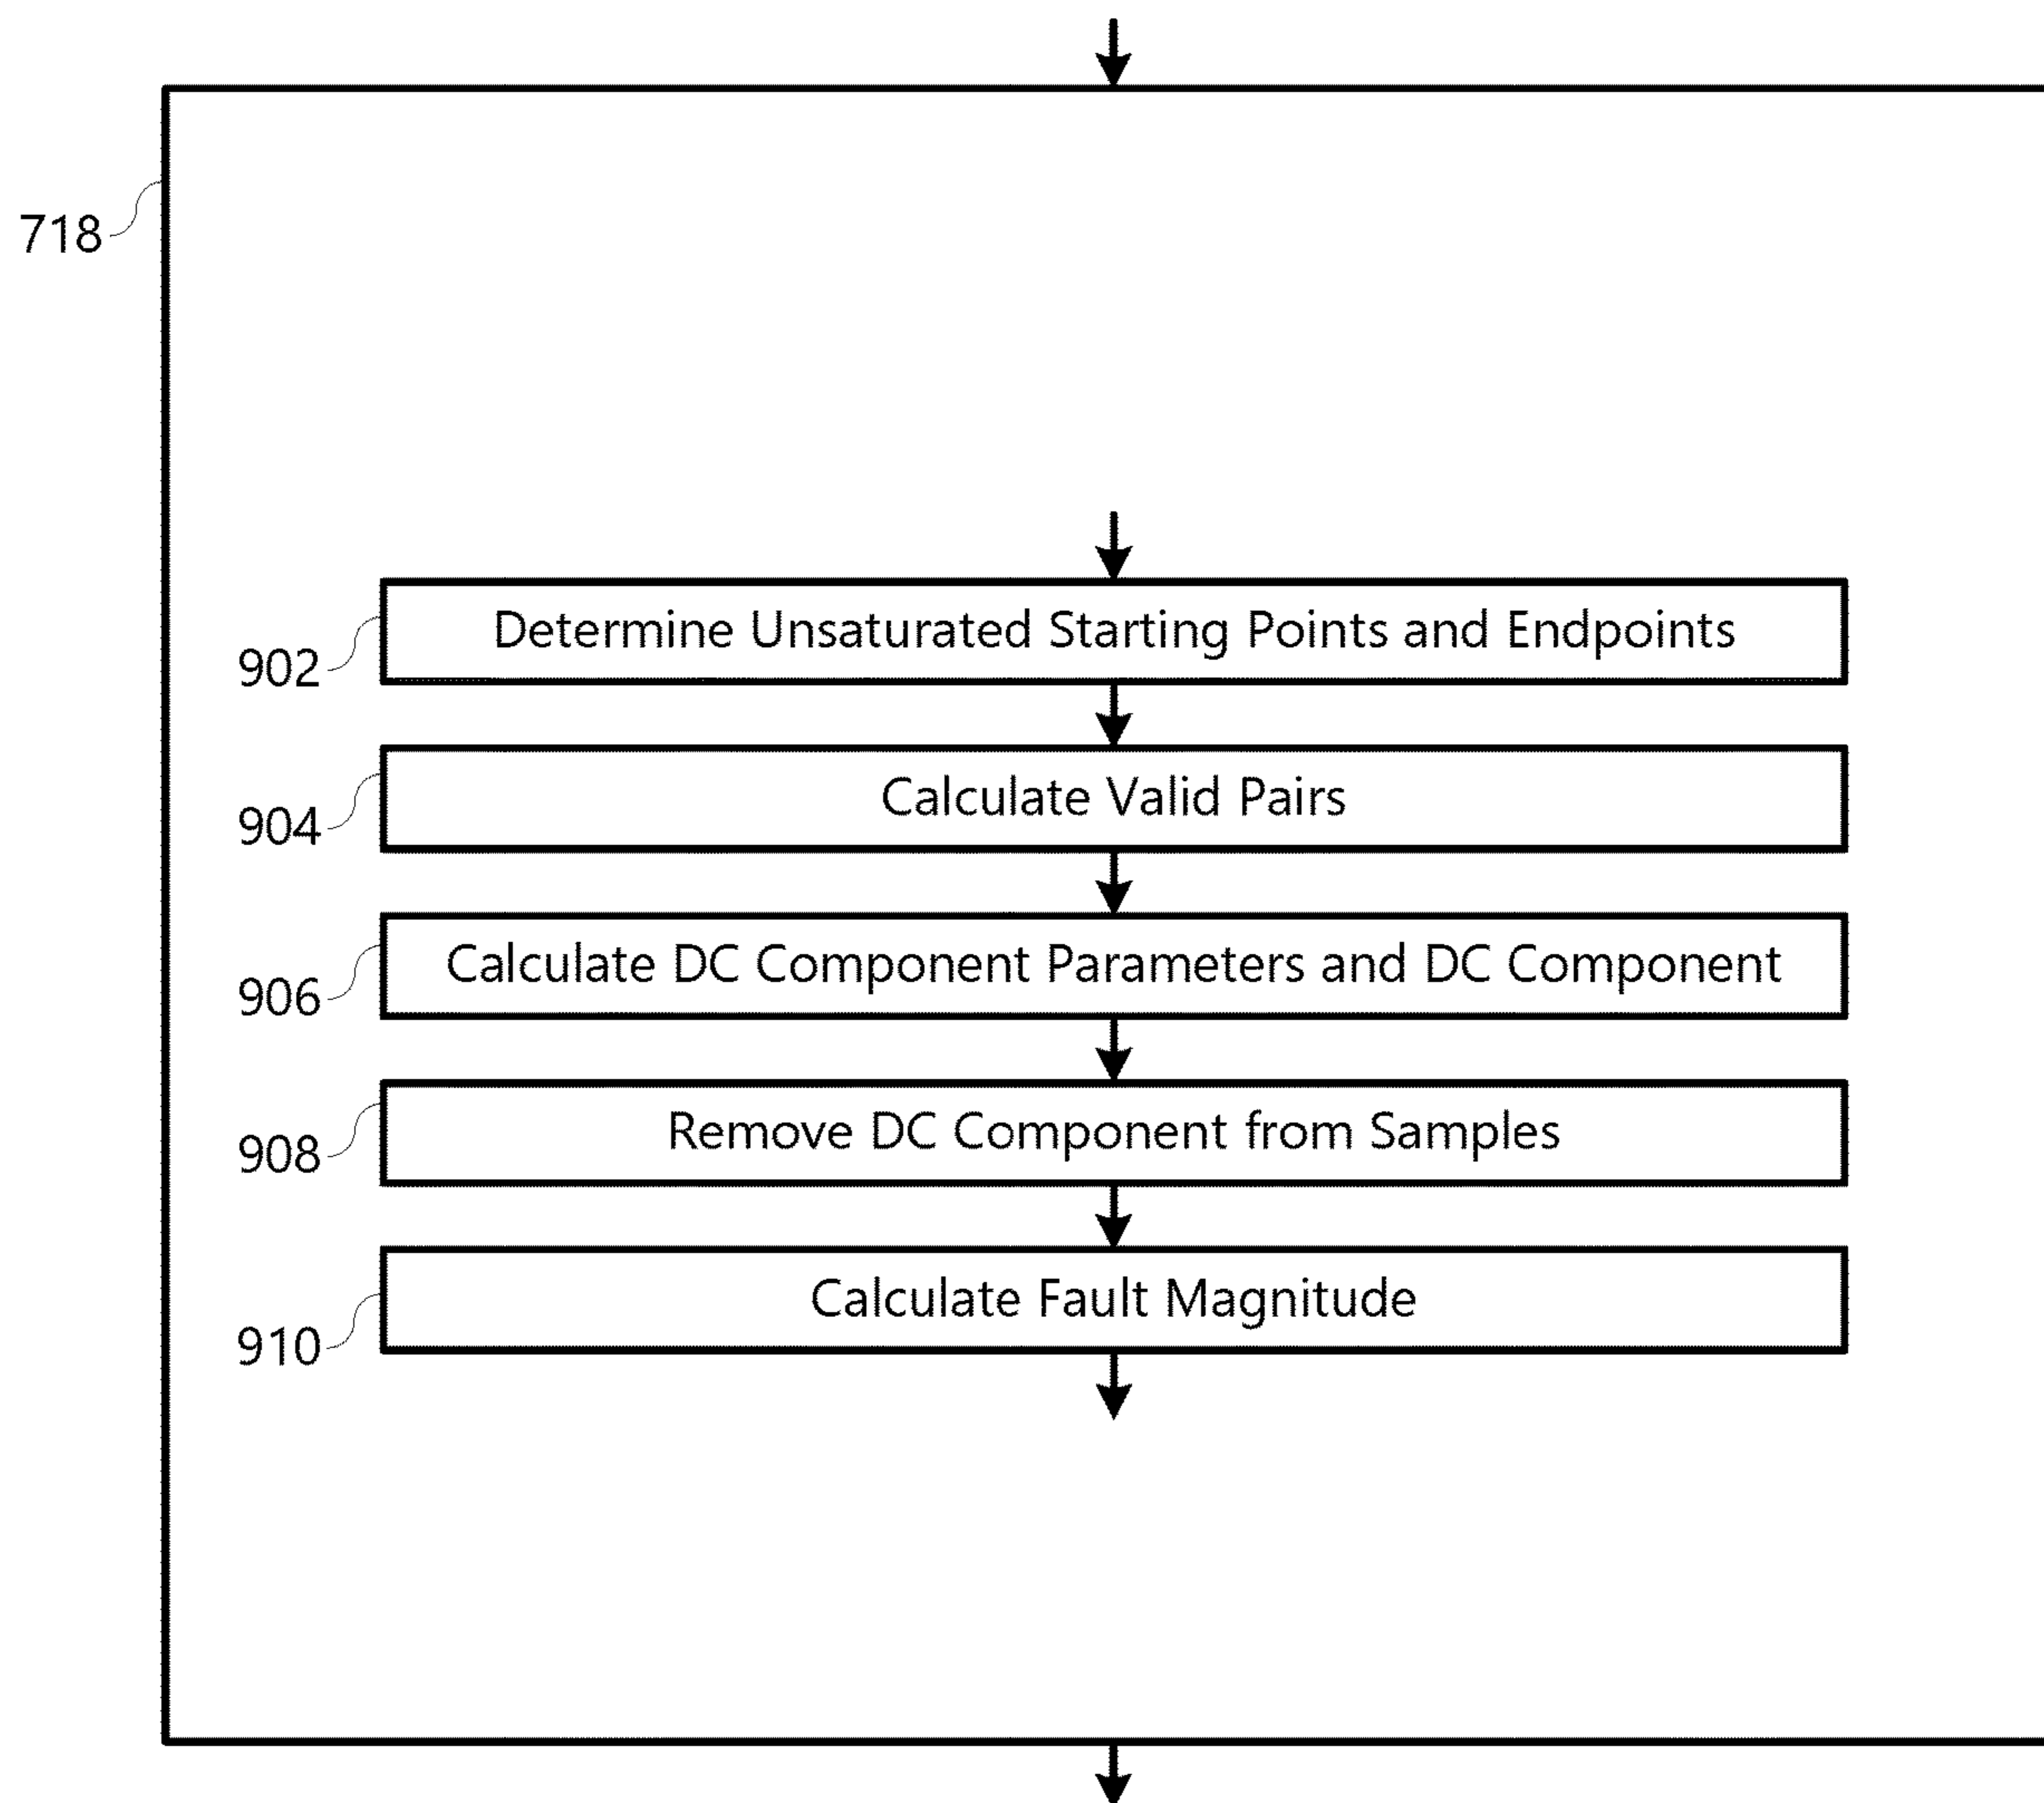 718
Determine Unsaturated Starting Points and Endpoints
902
Calculate Valid Pairs
904
Calculate DC Component Parameters and DC Component
906
Remove DC Component from Samples
908
Calculate Fault Magnitude
910